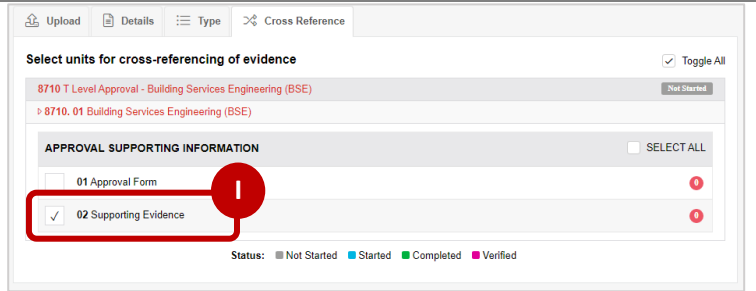 Upload Details Type Cross Reference
Select units for cross-referencing of evidence Toggle All
8710 T Level Approval - Building Services Engineering (BSE) Not Started
8710. 01 Building Services Engineering (BSE)
APPROVAL SUPPORTING INFORMATION SELECT ALL
01 Approval Form 0
I
02 Supporting Evidence 0
Status: Not Started Started Completed Verified